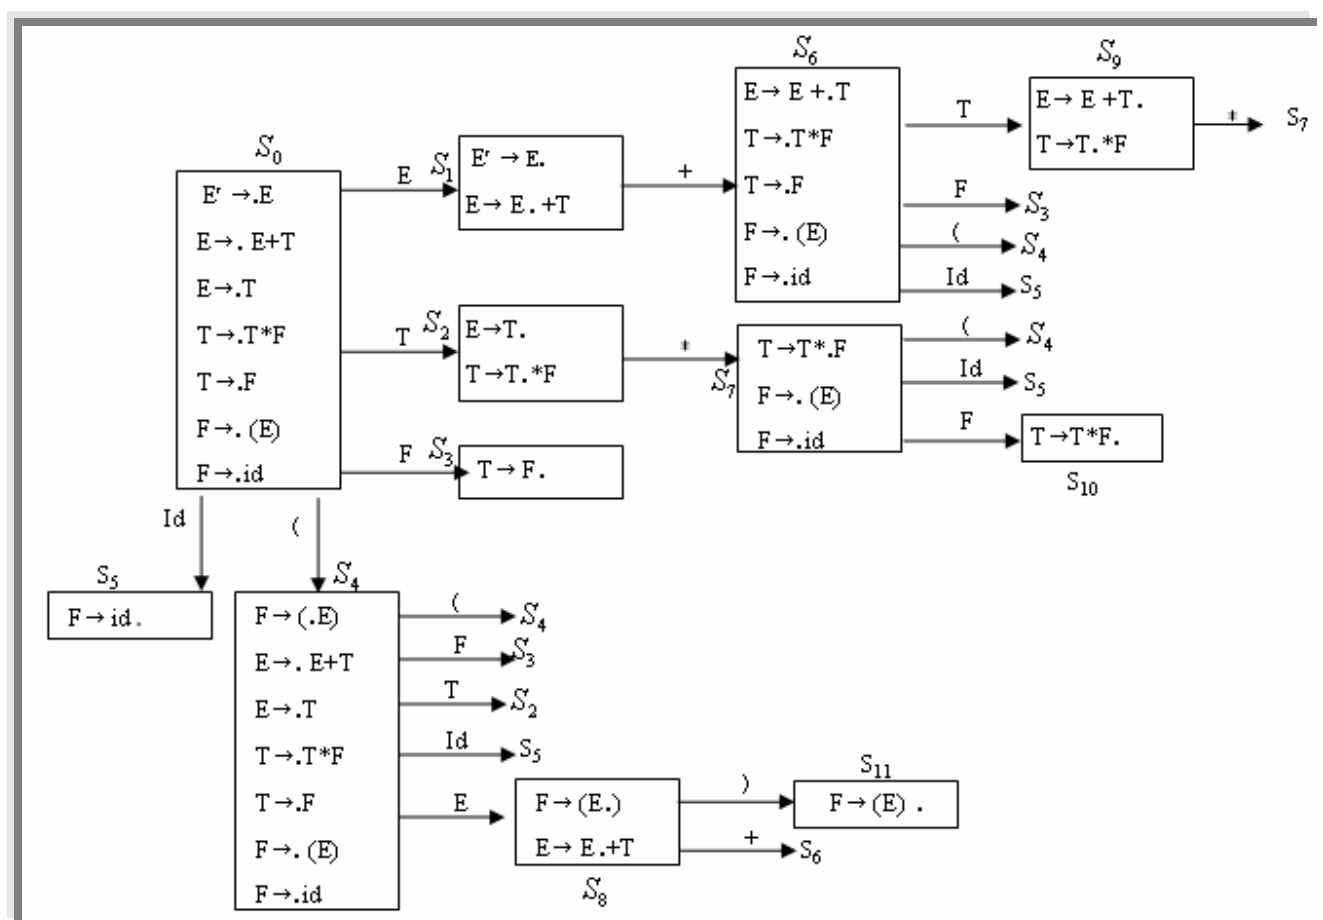 S0
E' →.E
E→. E+T
E→.T
T→.T*F
T→.F
F→. (E)
F→.id
E
S1
E' → E.
E→ E. +T
+
S6
E→ E +.T
T→.T*F
T→.F
F→. (E)
F→.id
T
S9
E→ E +T.
T→T. *F
*
S7
F
S3
(
S4
Id
S5
T
S2
E→T.
T→T. *F
*
S7
T→T*.F
F→. (E)
F→.id
(
S4
Id
S5
F
T→T*F.
S10
F
S3
T→ F.
Id
S5
F→ id.
(
S4
F→ (.E)
E→. E+T
E→.T
T→.T*F
T→.F
F→. (E)
F→.id
(
S4
F
S3
T
S2
Id
S5
E
F→ (E.)
E→ E.+T
S8
)
S11
F→ (E) .
+
S6